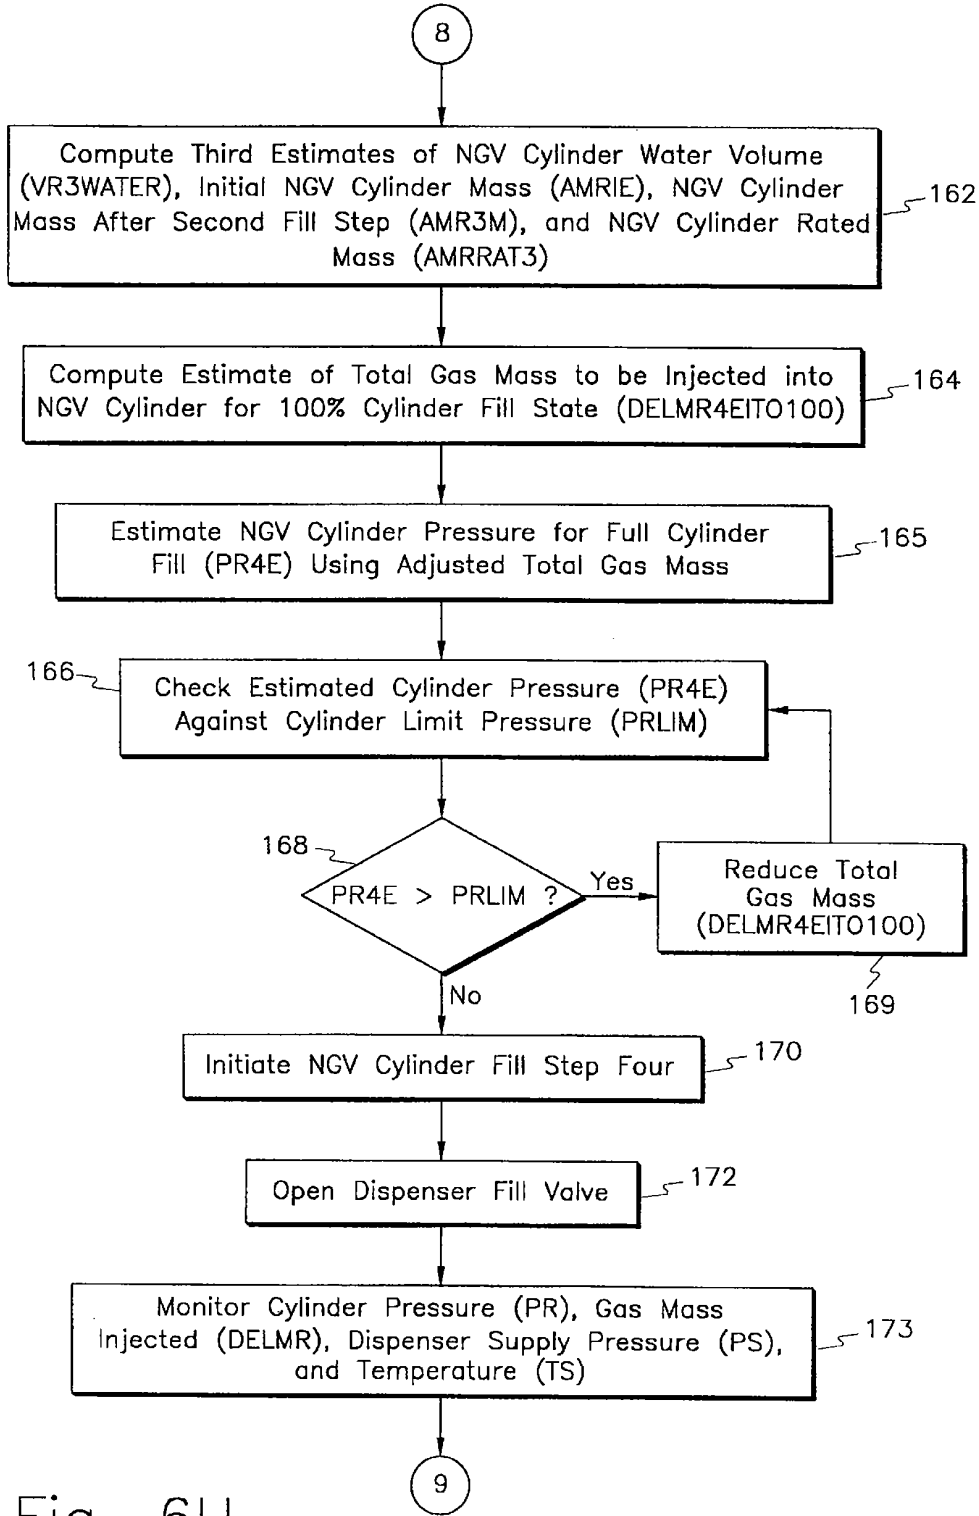 8
Compute Third Estimates of NGV Cylinder Water Volume
(VR3WATER), Initial NGV Cylinder Mass (AMRIE), NGV Cylinder
Mass After Second Fill Step (AMR3M), and NGV Cylinder Rated
Mass (AMRRAT3)
162
Compute Estimate of Total Gas Mass to be Injected into
NGV Cylinder for 100% Cylinder Fill State (DELMR4EITO100)
164
Estimate NGV Cylinder Pressure for Full Cylinder
Fill (PR4E) Using Adjusted Total Gas Mass
165
166
Check Estimated Cylinder Pressure (PR4E)
Against Cylinder Limit Pressure (PRLIM)
168
PR4E > PRLIM ?
Yes
Reduce Total
Gas Mass
(DELMR4EITO100)
169
No
Initiate NGV Cylinder Fill Step Four
170
Open Dispenser Fill Valve
172
Monitor Cylinder Pressure (PR), Gas Mass
Injected (DELMR), Dispenser Supply Pressure (PS),
and Temperature (TS)
173
9
Fig.